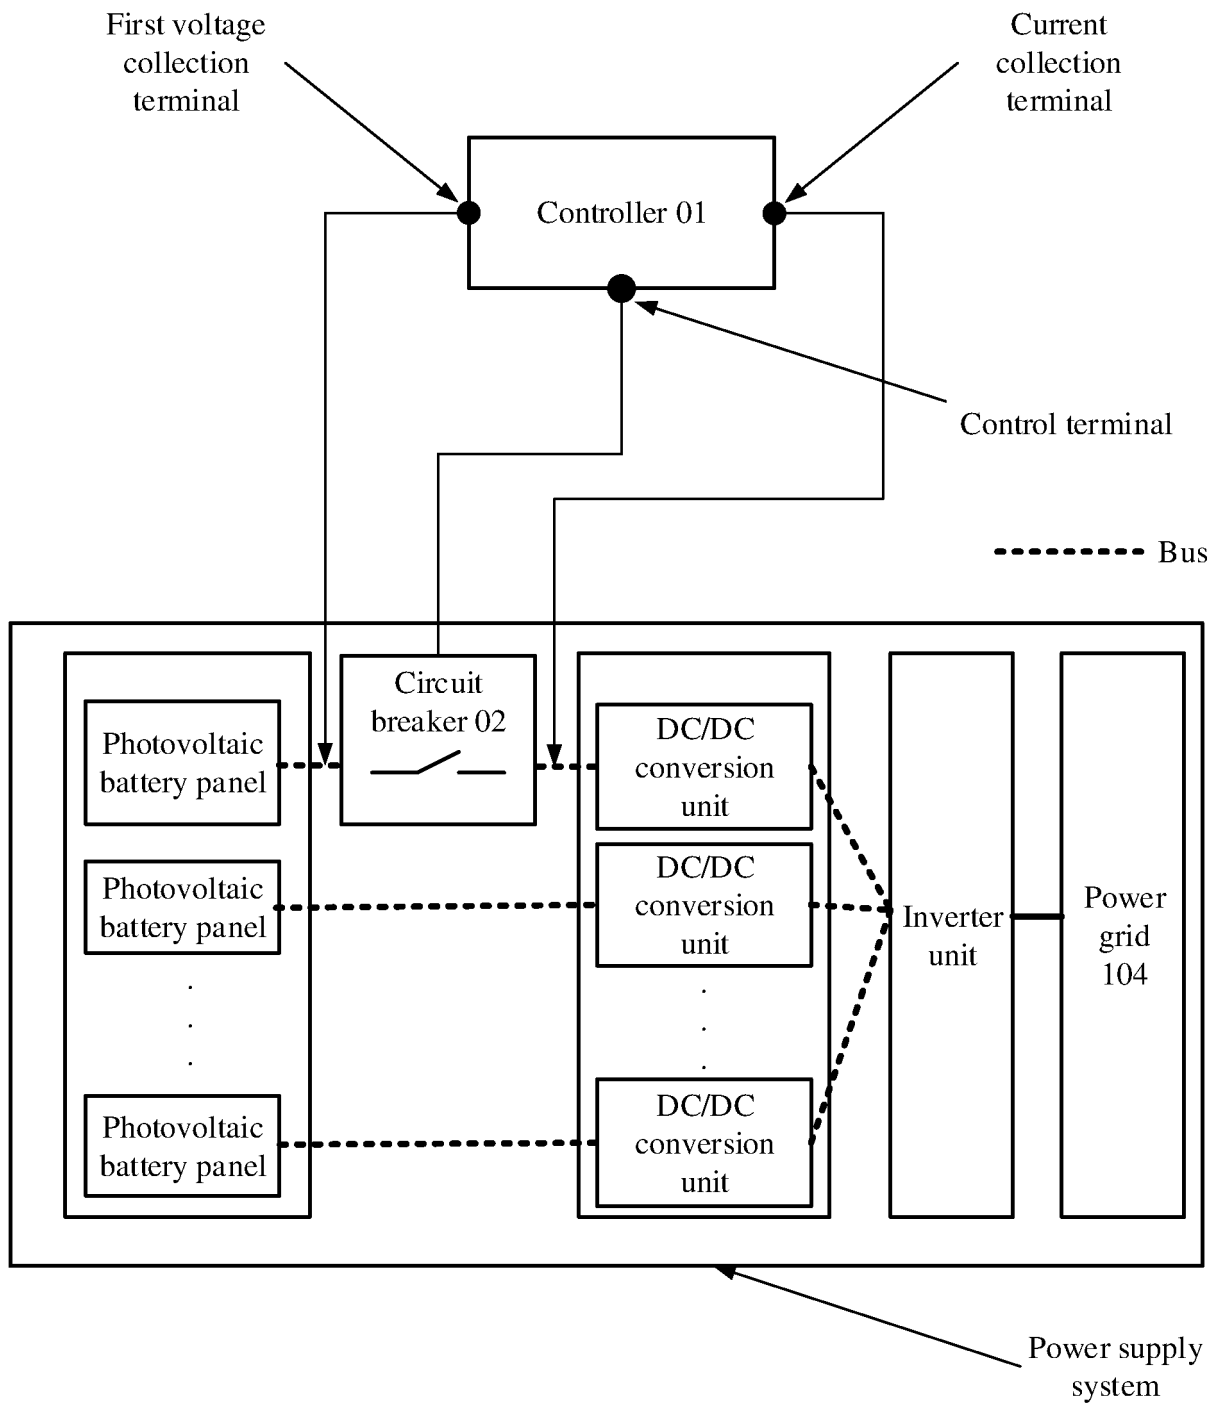 First voltage
collection
terminal
Current
collection
terminal
Controller 01
Control terminal
Bus
Circuit
breaker 02
Photovoltaic
battery panel
DC/DC
conversion
unit
Photovoltaic
battery panel
DC/DC
conversion
unit
Inverter
unit
Power
grid
104
Photovoltaic
battery panel
DC/DC
conversion
unit
Power supply
system